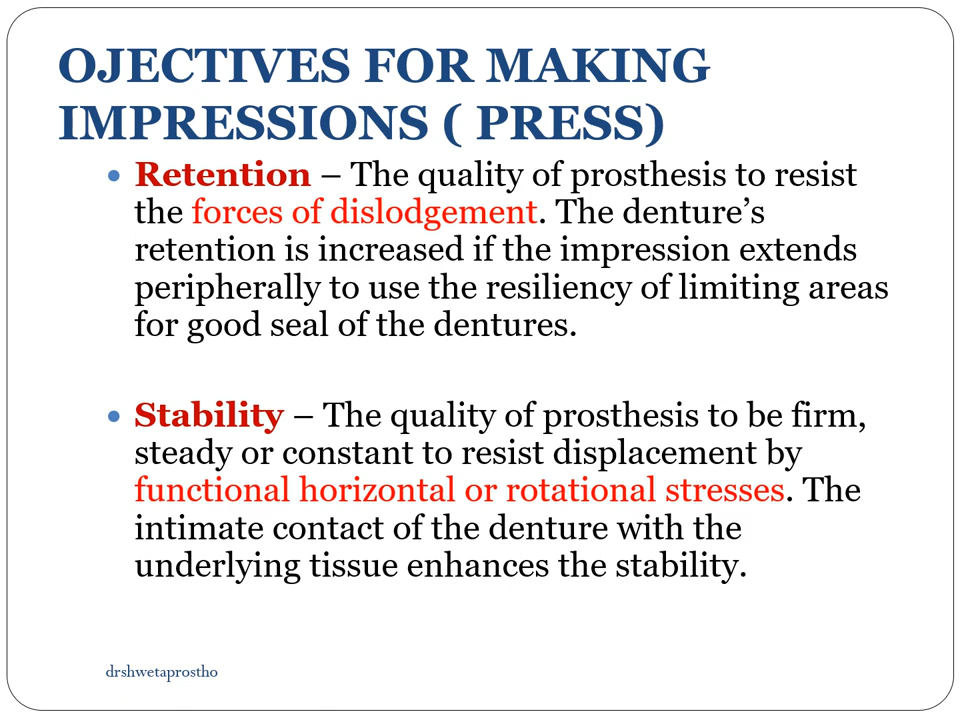 OJECTIVES FOR MAKING
IMPRESSIONS ( PRESS)
• Retention – The quality of prosthesis to resist
the forces of dislodgement. The denture’s
retention is increased if the impression extends
peripherally to use the resiliency of limiting areas
for good seal of the dentures.
• Stability – The quality of prosthesis to be firm,
steady or constant to resist displacement by
functional horizontal or rotational stresses. The
intimate contact of the denture with the
underlying tissue enhances the stability.
drshwetaprostho